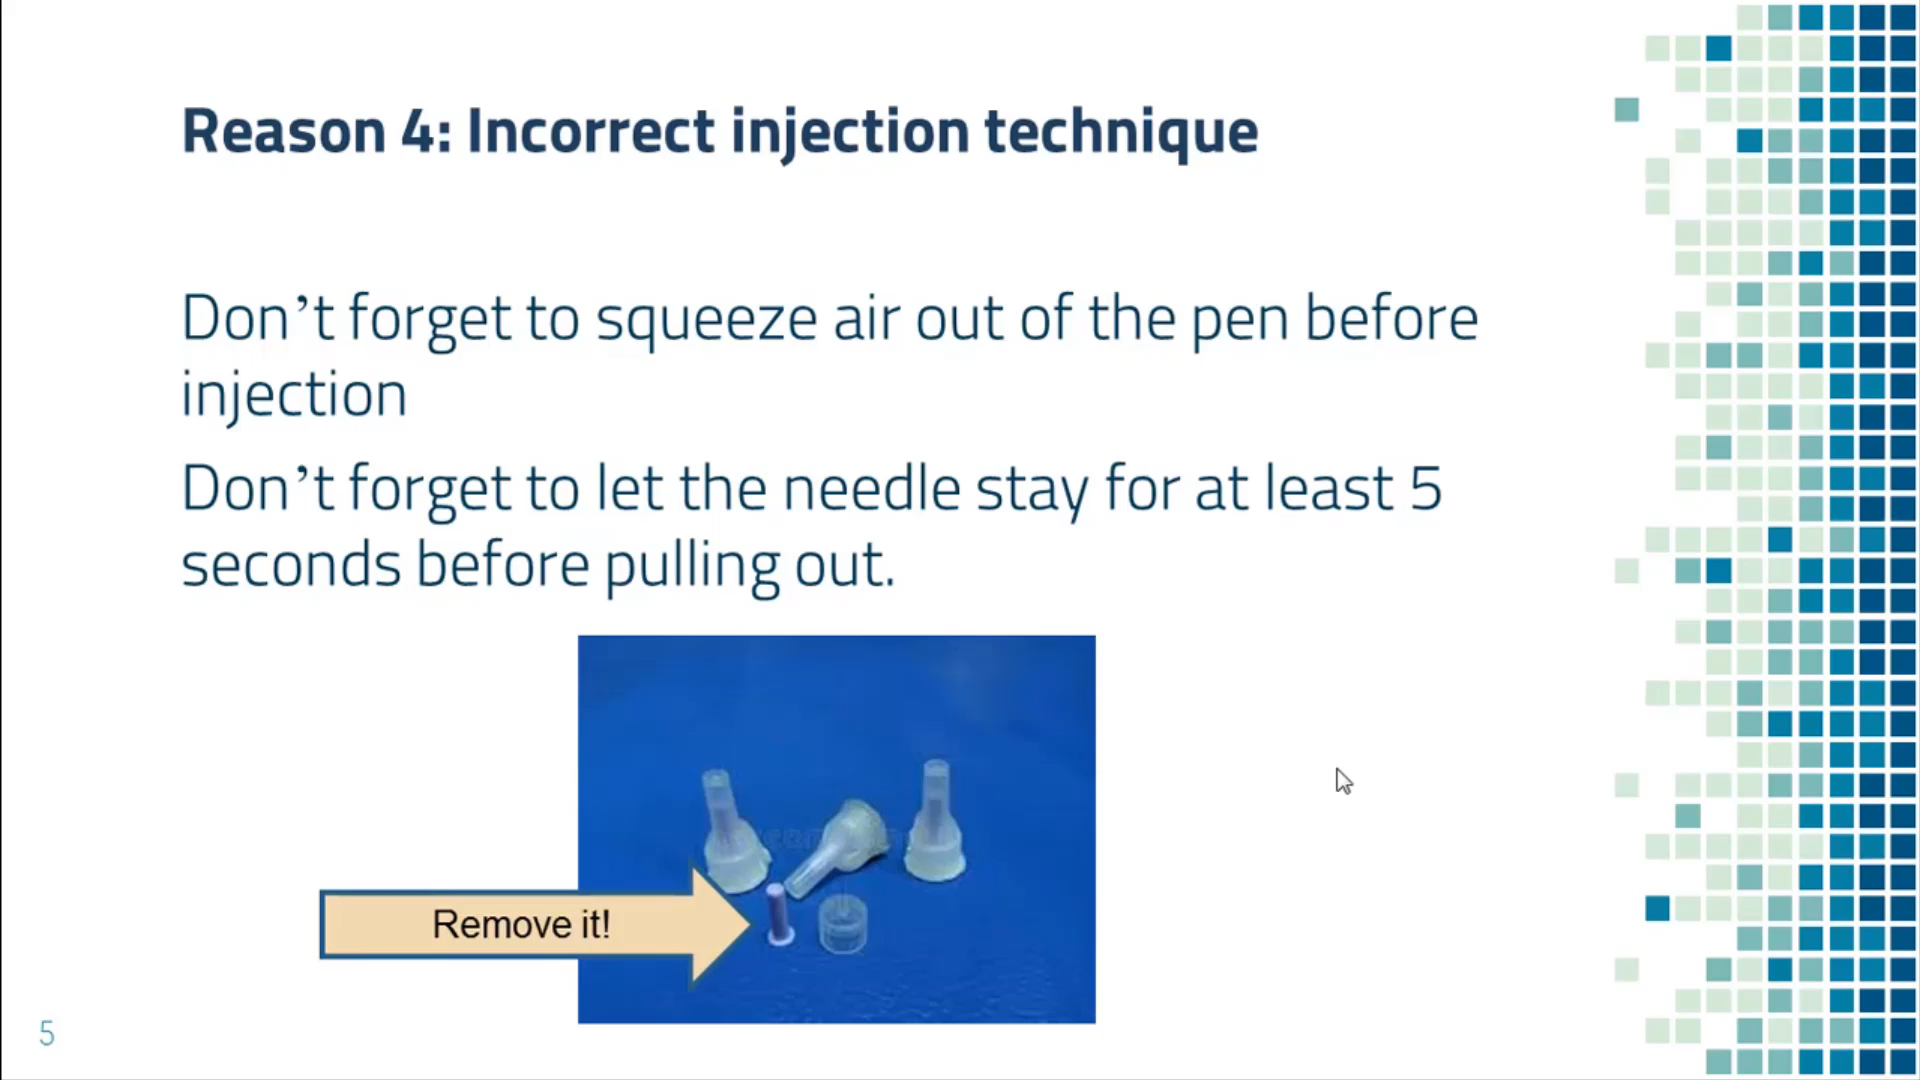 Reason 4: Incorrect injection technique
Don’t forget to squeeze air out of the pen before
injection
Don’t forget to let the needle stay for at least 5
seconds before pulling out.
Remove it!
5